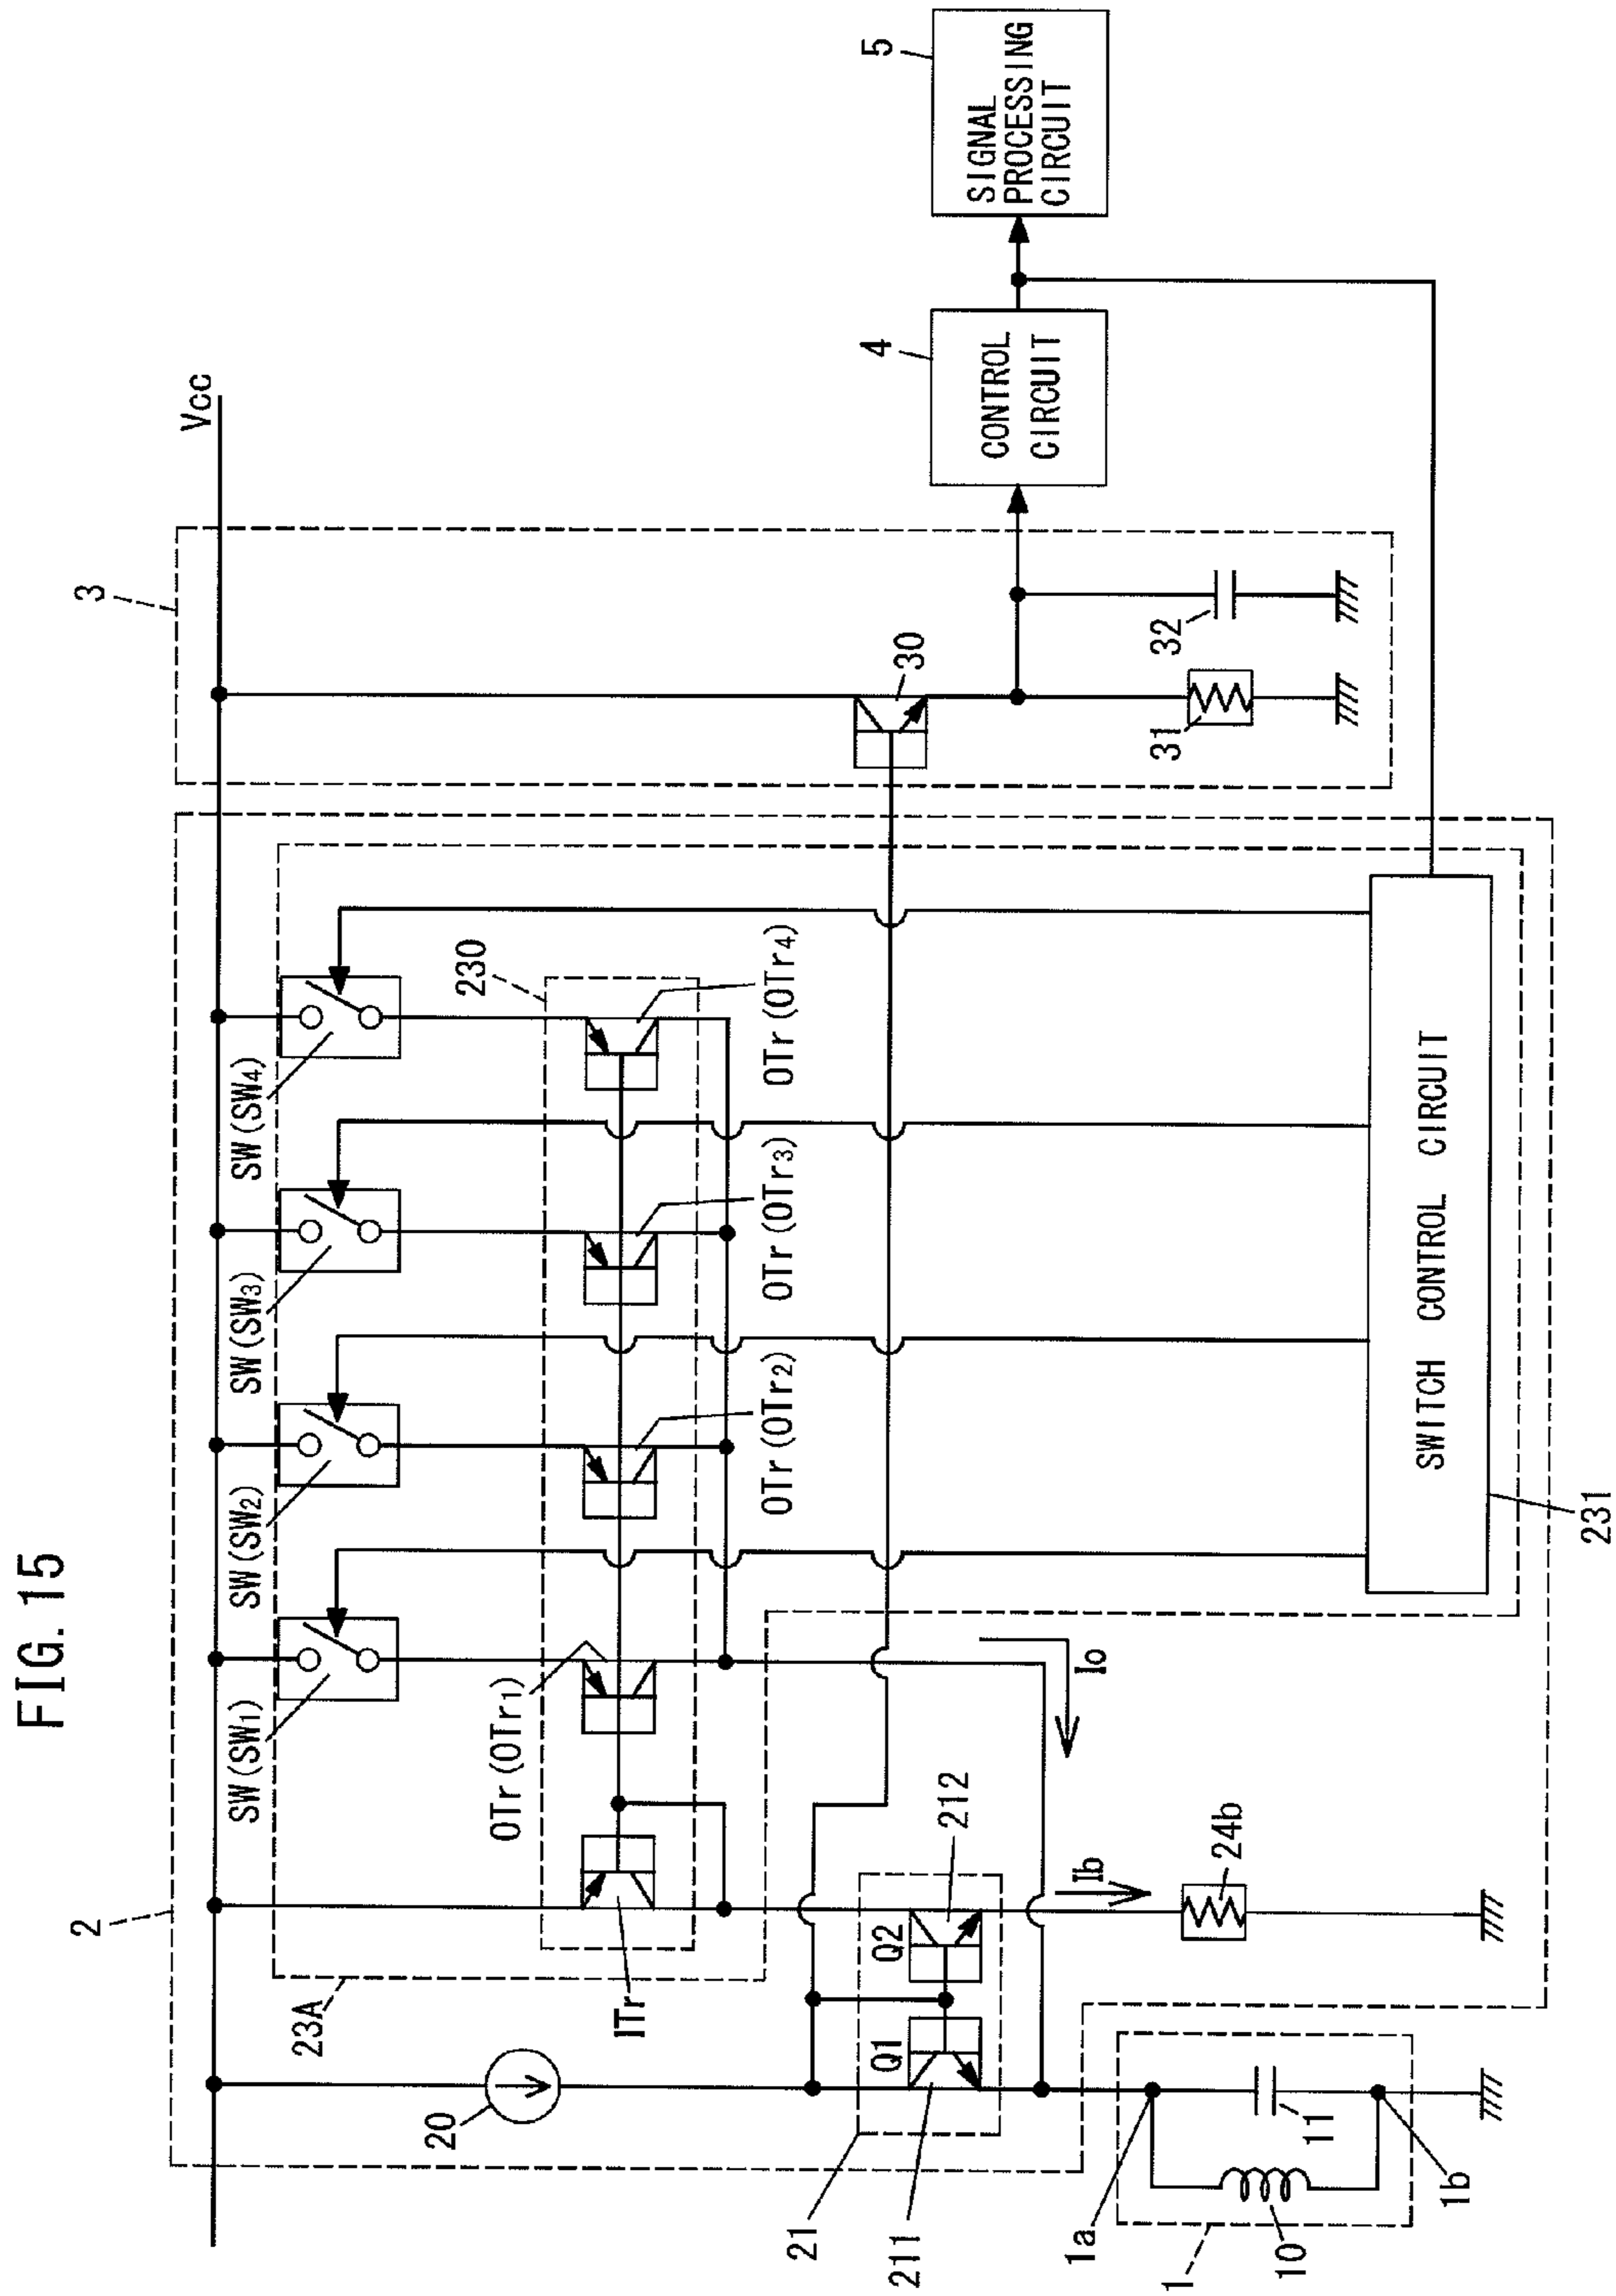 FIG. 15
Vcc
2
3
SW(SW1)
SW(SW2)
SW(SW3)
SW(SW4)
23A
230
20
ITr
OTr(OTr1)
OTr(OTr2)
OTr(OTr3)
OTr(OTr4)
30
4
CONTROL
CIRCUIT
5
SIGNAL
PROCESSING
CIRCUIT
21
211
Q1
Q2
212
Io
Ib
31
32
1a
1
10
11
1b
24b
SWITCH CONTROL CIRCUIT
231